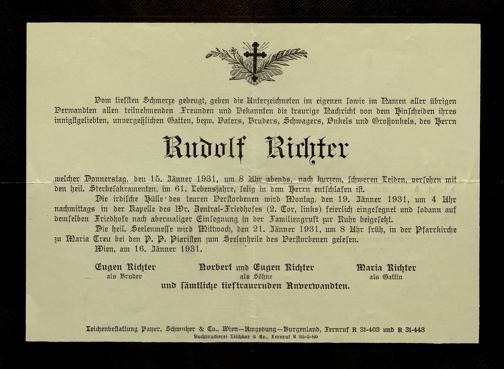 Vom tiefsten Schmerze gebeugt, geben die Unterzeichneten im eigenen sowie im Namen aller übrigen
Verwandten allen teilnehmenden Freunden und Bekannten die traurige Nachricht von dem Hinscheiden ihres
innigstgeliebten, unvergeßlichen Gatten, bezw. Vaters, Bruders, Schwagers, Onkels und Großonkels, des Herrn
Rudolf Richter
welcher Donnerstag, den 15. Jänner 1931, um 8 Uhr abends, nach kurzem, schweren Leiden, versehen mit
den heil. Sterbesakramenten, im 61. Lebensjahre, selig in dem Herrn entschlafen ist.
Die irdische Hülle des teuren Verstorbenen wird Montag, den 19. Jänner 1931, um 4 Uhr
nachmittags in der Kapelle des Wr. Zentral-Friedhofes (2. Tor, links) feierlich eingesegnet und sodann auf
demselben Friedhofe nach abermaliger Einsegnung in der Familiengruft zur Ruhe beigesetzt.
Die heil. Seelenmesse wird Mittwoch, den 21. Jänner 1931, um 8 Uhr früh, in der Pfarrkirche
zu Maria Treu bei den P. P. Piaristen zum Seelenheile des Verstorbenen gelesen.
Wien, am 16. Jänner 1931.
Eugen Richter Norbert und Eugen Richter Maria Richter
als Bruder als Söhne als Gattin
und sämtliche tieftrauernden Anverwandten.
Leichenbestattung Payer, Schwutzer & Co., Wien—Umgebung—Burgenland, Fernruf R 31-403 und R 31-443
Buchdruckerei & Co., Fernruf